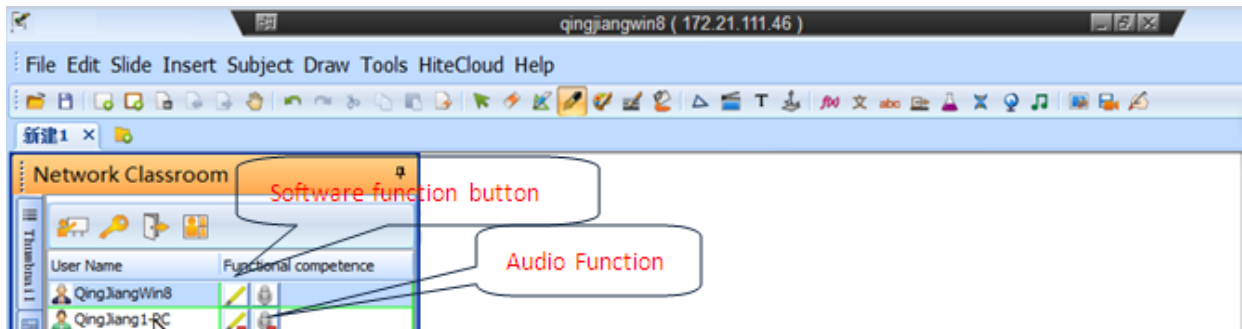 qingjiangwin8 ( 172.21.111.46 )
File Edit Slide Insert Subject Draw Tools HiteCloud Help
新建1
Network Classroom
Software function button
Audio Function
User Name Functional competence
QingJiangWin8
QingJiang1-PC